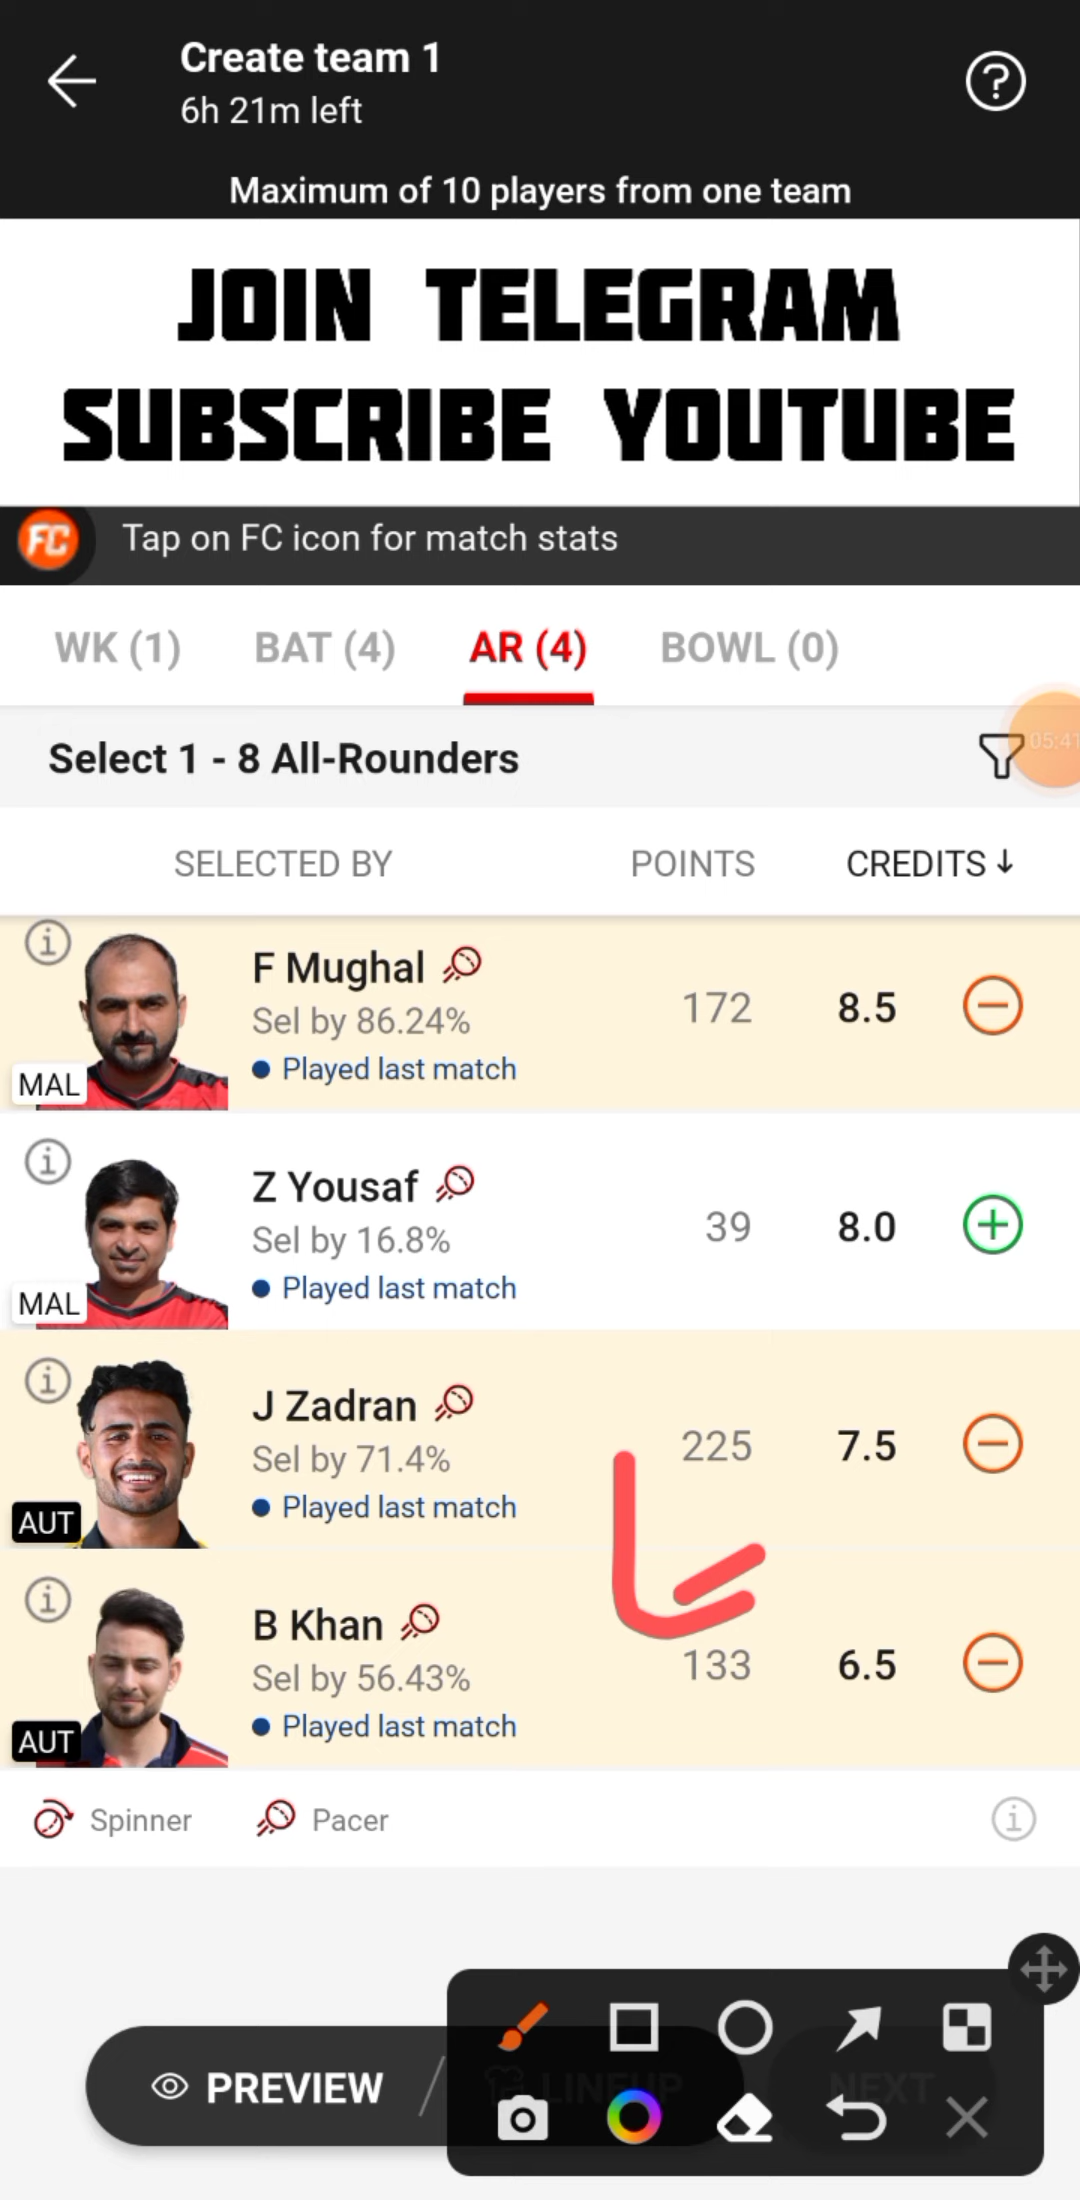 Create team 1
6h 21m left
Maximum of 10 players from one team
JOIN TELEGRAM
SUBSCRIBE YOUTUBE
FC Tap on FC icon for match stats
WK (1) BAT (4) AR (4) BOWL (0)
Select 1 - 8 All-Rounders
05:41
SELECTED BY POINTS CREDITS ↓
F Mughal
Sel by 86.24% 172 8.5
Played last match
MAL
Z Yousaf
Sel by 16.8% 39 8.0
Played last match
MAL
J Zadran
Sel by 71.4% 225 7.5
Played last match
AUT
B Khan
Sel by 56.43% 133 6.5
Played last match
AUT
Spinner Pacer
PREVIEW / LINEUP NEXT